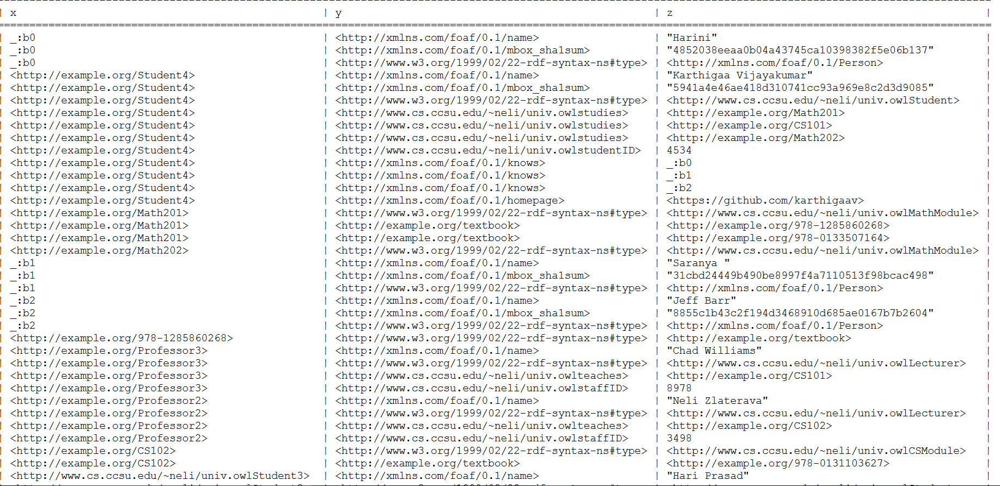 | x | y | z |
| _:b0 | <http://xmlns.com/foaf/0.1/name> | "Harini" |
| _:b0 | <http://xmlns.com/foaf/0.1/mbox_sha1sum> | "4852038eeaa0b04a43745ca10398382f5e06b137" |
| _:b0 | <http://www.w3.org/1999/02/22-rdf-syntax-ns#type> | <http://xmlns.com/foaf/0.1/Person> |
| <http://example.org/Student4> | <http://xmlns.com/foaf/0.1/name> | "Karthigaa Vijayakumar" |
| <http://example.org/Student4> | <http://xmlns.com/foaf/0.1/mbox_sha1sum> | "5941a4e46ae418d310741cc93a969e8c2d3d9085" |
| <http://example.org/Student4> | <http://www.w3.org/1999/02/22-rdf-syntax-ns#type> | <http://www.cs.ccsu.edu/~neli/univ.owlStudent> |
| <http://example.org/Student4> | <http://www.cs.ccsu.edu/~neli/univ.owlstudies> | <http://example.org/Math201> |
| <http://example.org/Student4> | <http://www.cs.ccsu.edu/~neli/univ.owlstudies> | <http://example.org/CS101> |
| <http://example.org/Student4> | <http://www.cs.ccsu.edu/~neli/univ.owlstudies> | <http://example.org/Math202> |
| <http://example.org/Student4> | <http://www.cs.ccsu.edu/~neli/univ.owlstudentID> | 4534 |
| <http://example.org/Student4> | <http://xmlns.com/foaf/0.1/knows> | _:b0 |
| <http://example.org/Student4> | <http://xmlns.com/foaf/0.1/knows> | _:b1 |
| <http://example.org/Student4> | <http://xmlns.com/foaf/0.1/knows> | _:b2 |
| <http://example.org/Student4> | <http://xmlns.com/foaf/0.1/homepage> | <https://github.com/karthigaav> |
| <http://example.org/Math201> | <http://www.w3.org/1999/02/22-rdf-syntax-ns#type> | <http://www.cs.ccsu.edu/~neli/univ.owlMathModule> |
| <http://example.org/Math201> | <http://example.org/textbook> | <http://example.org/978-1285860268> |
| <http://example.org/Math201> | <http://example.org/textbook> | <http://example.org/978-0133507164> |
| <http://example.org/Math202> | <http://www.w3.org/1999/02/22-rdf-syntax-ns#type> | <http://www.cs.ccsu.edu/~neli/univ.owlMathModule> |
| _:b1 | <http://xmlns.com/foaf/0.1/name> | "Saranya " |
| _:b1 | <http://xmlns.com/foaf/0.1/mbox_sha1sum> | "31cbd24449b490be8997f4a7110513f98bcac498" |
| _:b1 | <http://www.w3.org/1999/02/22-rdf-syntax-ns#type> | <http://xmlns.com/foaf/0.1/Person> |
| _:b2 | <http://xmlns.com/foaf/0.1/name> | "Jeff Barr" |
| _:b2 | <http://xmlns.com/foaf/0.1/mbox_sha1sum> | "8855c1b43c2f194d3468910d685ae0167b7b2604" |
| _:b2 | <http://www.w3.org/1999/02/22-rdf-syntax-ns#type> | <http://xmlns.com/foaf/0.1/Person> |
| <http://example.org/978-1285860268> | <http://www.w3.org/1999/02/22-rdf-syntax-ns#type> | <http://example.org/textbook> |
| <http://example.org/Professor3> | <http://xmlns.com/foaf/0.1/name> | "Chad Williams" |
| <http://example.org/Professor3> | <http://www.w3.org/1999/02/22-rdf-syntax-ns#type> | <http://www.cs.ccsu.edu/~neli/univ.owlLecturer> |
| <http://example.org/Professor3> | <http://www.cs.ccsu.edu/~neli/univ.owlteaches> | <http://example.org/CS101> |
| <http://example.org/Professor3> | <http://www.cs.ccsu.edu/~neli/univ.owlstaffID> | 8978 |
| <http://example.org/Professor2> | <http://xmlns.com/foaf/0.1/name> | "Neli Zlaterava" |
| <http://example.org/Professor2> | <http://www.w3.org/1999/02/22-rdf-syntax-ns#type> | <http://www.cs.ccsu.edu/~neli/univ.owlLecturer> |
| <http://example.org/Professor2> | <http://www.cs.ccsu.edu/~neli/univ.owlteaches> | <http://example.org/CS102> |
| <http://example.org/Professor2> | <http://www.cs.ccsu.edu/~neli/univ.owlstaffID> | 3498 |
| <http://example.org/CS102> | <http://www.w3.org/1999/02/22-rdf-syntax-ns#type> | <http://www.cs.ccsu.edu/~neli/univ.owlCSModule> |
| <http://example.org/CS102> | <http://example.org/textbook> | <http://example.org/978-0131103627> |
| <http://www.cs.ccsu.edu/~neli/univ.owlStudent3> | <http://xmlns.com/foaf/0.1/name> | "Hari Prasad" |